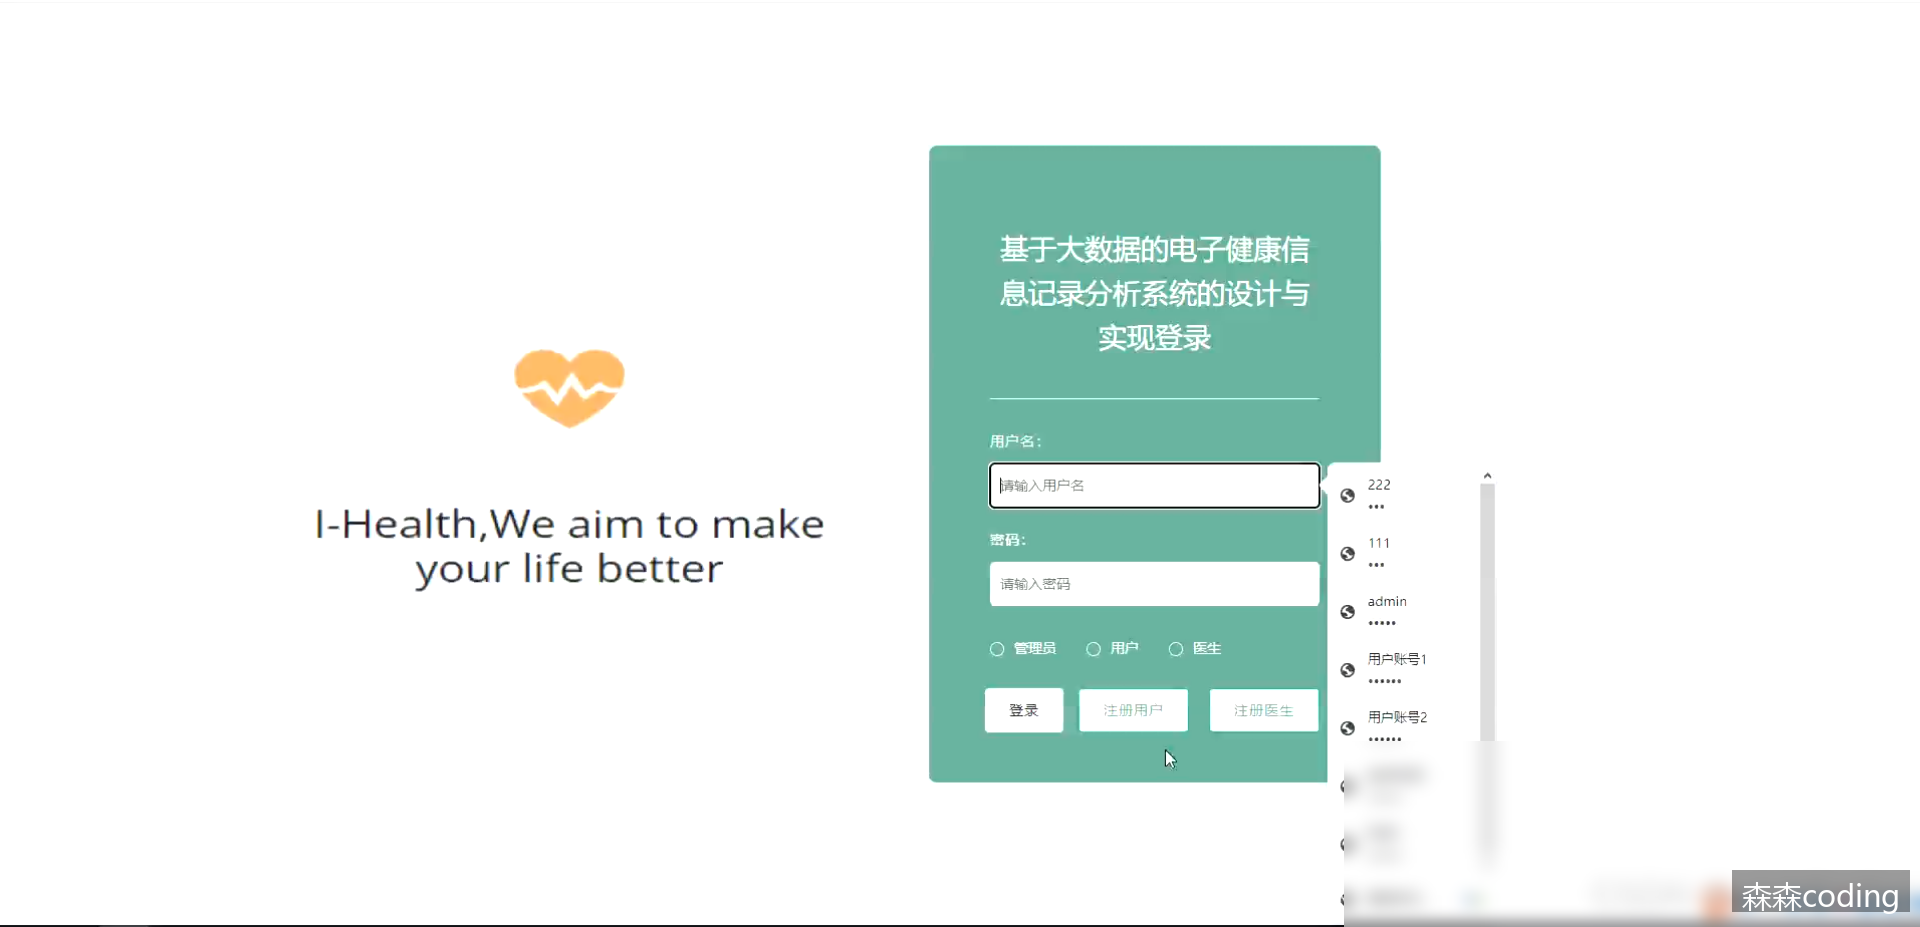 I-Health,We aim to make
your life better
基于大数据的电子健康信
息记录分析系统的设计与
实现登录
用户名：
请输入用户名
密码：
请输入密码
管理员
用户
医生
登录
注册用户
注册医生
222
•••
111
•••
admin
•••••
用户账号1
••••••
用户账号2
••••••
森森coding